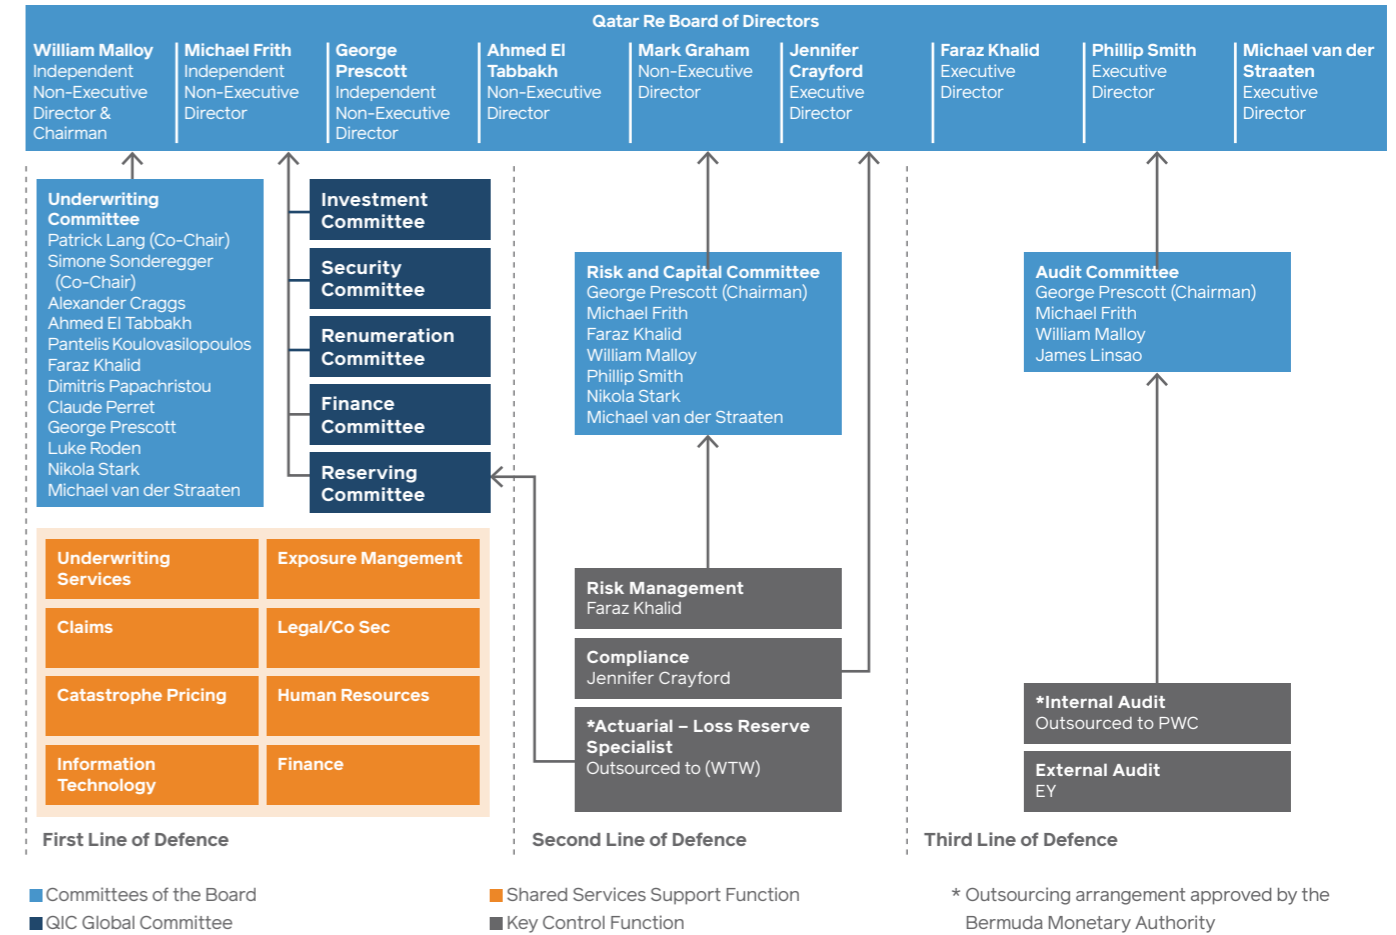 Qatar Re Board of Directors
William Malloy
Independent
Non-Executive
Director &
Chairman
Michael Frith
Independent
Non-Executive
Director
George
Prescott
Independent
Non-Executive
Director
Ahmed El
Tabbakh
Non-Executive
Director
Mark Graham
Non-Executive
Director
Jennifer
Crayford
Executive
Director
Faraz Khalid
Executive
Director
Phillip Smith
Executive
Director
Michael van der
Straaten
Executive
Director
Underwriting
Committee
Patrick Lang (Co-Chair)
Simone Sonderegger
(Co-Chair)
Alexander Craggs
Ahmed El Tabbakh
Pantelis Koulovasilopoulos
Faraz Khalid
Dimitris Papachristou
Claude Perret
George Prescott
Luke Roden
Nikola Stark
Michael van der Straaten
Investment
Committee
Security
Committee
Renumeration
Committee
Finance
Committee
Reserving
Committee
Risk and Capital Committee
George Prescott (Chairman)
Michael Frith
Faraz Khalid
William Malloy
Phillip Smith
Nikola Stark
Michael van der Straaten
Audit Committee
George Prescott (Chairman)
Michael Frith
William Malloy
James Linsao
Underwriting
Services
Exposure Mangement
Claims
Legal/Co Sec
Catastrophe Pricing
Human Resources
Information
Technology
Finance
Risk Management
Faraz Khalid
Compliance
Jennifer Crayford
*Actuarial – Loss Reserve
Specialist
Outsourced to (WTW)
*Internal Audit
Outsourced to PWC
External Audit
EY
First Line of Defence
Second Line of Defence
Third Line of Defence
Committees of the Board
QIC Global Committee
Shared Services Support Function
Key Control Function
* Outsourcing arrangement approved by the
Bermuda Monetary Authority